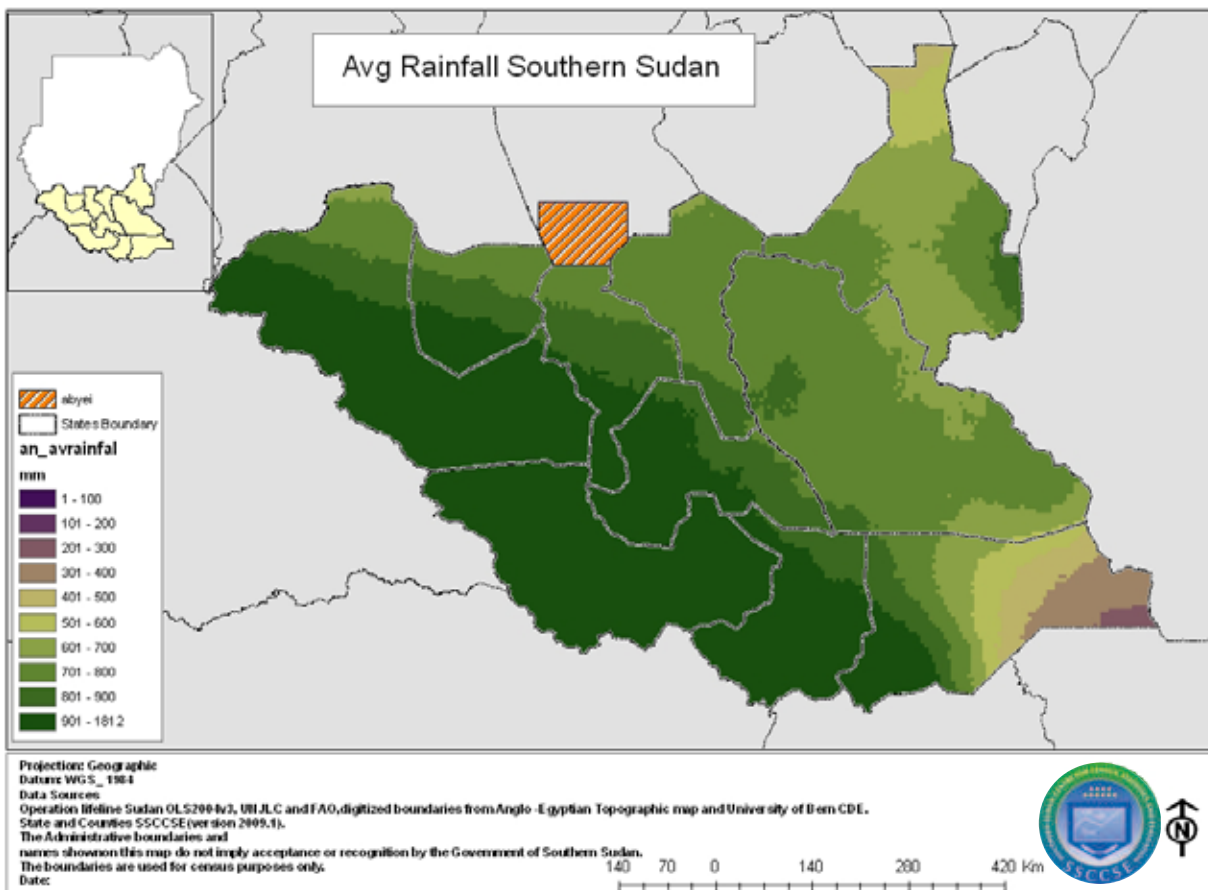 Avg Rainfall Southern Sudan
abyei
States Boundary
an_avrainfal
mm
1 - 100
101 - 200
201 - 300
301 - 400
401 - 500
501 - 600
601 - 700
701 - 800
801 - 900
901 - 1812
Projection: Geographic
Datum: WGS_ 1984
Data Sources
Operation lifeline Sudan OLS2004v3, UNJLC and FAO,digitized boundaries from Anglo -Egyptian Topographic map and University of Bern CDE.
State and Counties SSCCSE(version 2009.1).
The Administrative boundaries and
names shownon this map do not imply acceptance or recognition by the Government of Southern Sudan.
The boundaries are used for census purposes only.
Date:
140 70 0 140 280 420 Km
SSCCSE
N